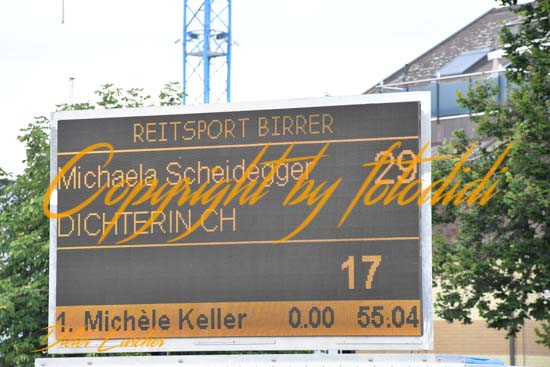 REITSPORT BIRRER
Michaela Scheidegger 29
DICHTERIN CH
17
1. Michèle Keller 0.00 55.04
Copyright by fotodidi